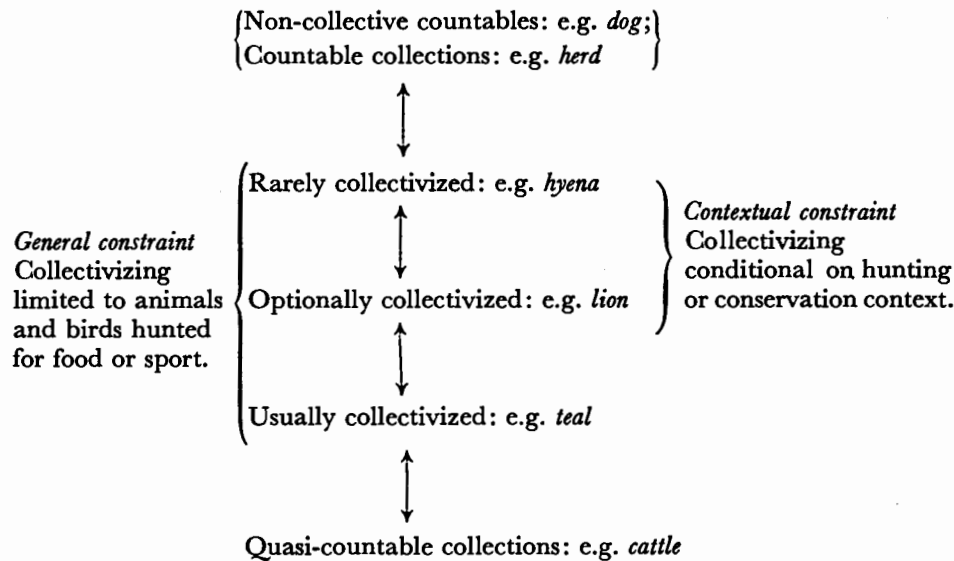 Non-collective countables: e.g. dog;
Countable collections: e.g. herd
Rarely collectivized: e.g. hyena
General constraint
Collectivizing
limited to animals
and birds hunted
for food or sport.
Optionally collectivized: e.g. lion
Contextual constraint
Collectivizing
conditional on hunting
or conservation context.
Usually collectivized: e.g. teal
Quasi-countable collections: e.g. cattle